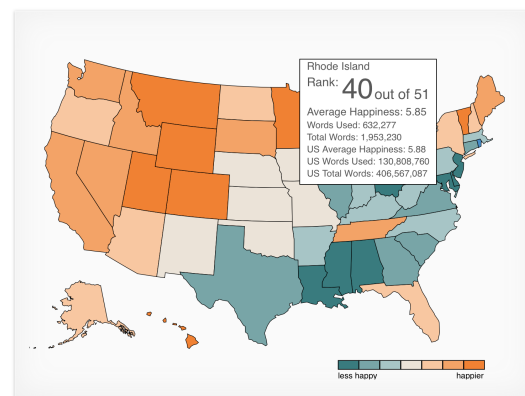 Rhode Island
Rank: 40 out of 51
Average Happiness: 5.85
Words Used: 632,277
Total Words: 1,953,230
US Average Happiness: 5.88
US Words Used: 130,808,760
US Total Words: 406,567,087
less happy happier